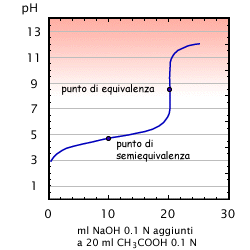 pH
13
11
9
punto di equivalenza
7
5
punto di
semiequivalenza
3
1
0
10
20
30
ml NaOH 0.1 N aggiunti
a 20 ml CH₃COOH 0.1 N